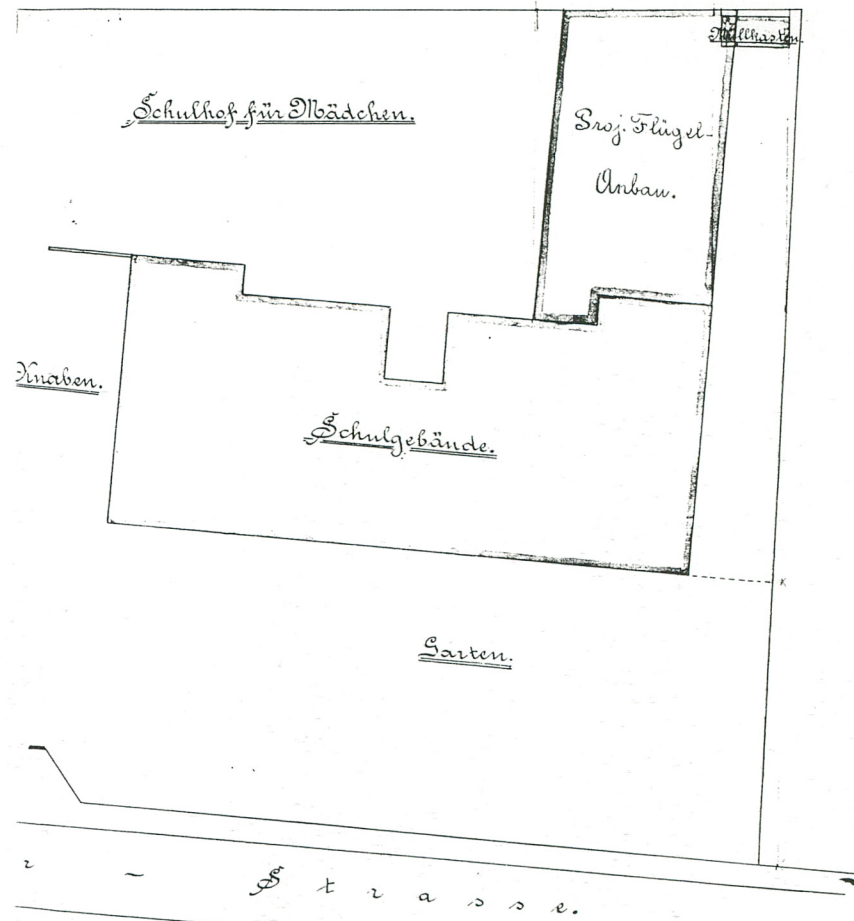 Müllkasten.
Schulhof für Mädchen.
Proj. Flügel-
Anbau.
Knaben.
Schulgebäude.
Garten.
r - Strasse.